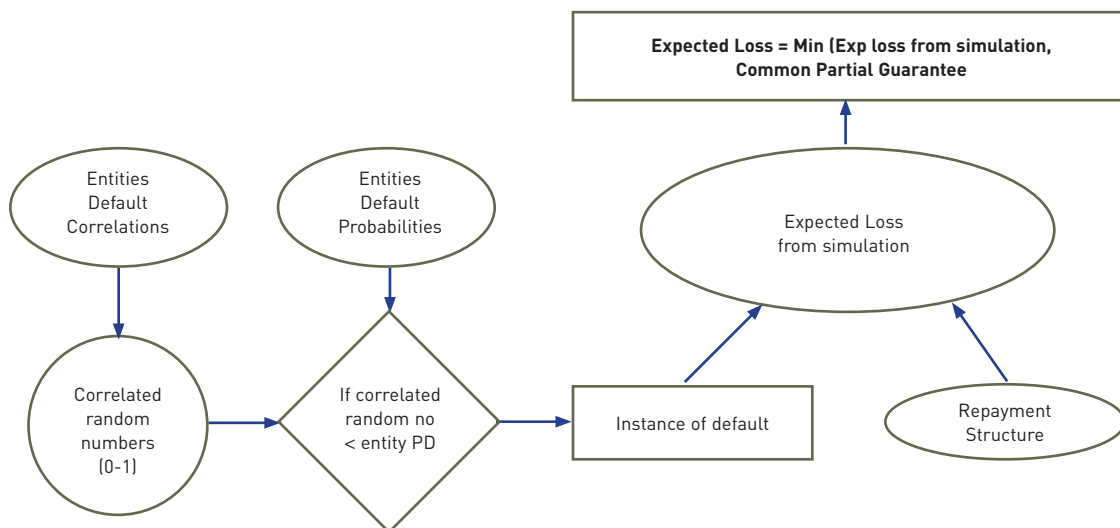 Expected Loss = Min (Exp loss from simulation,
Common Partial Guarantee
Entities
Default
Correlations
Entities
Default
Probabilities
Expected Loss
from simulation
Correlated
random
numbers
(0-1)
If correlated
random no
< entity PD
Instance of default
Repayment
Structure